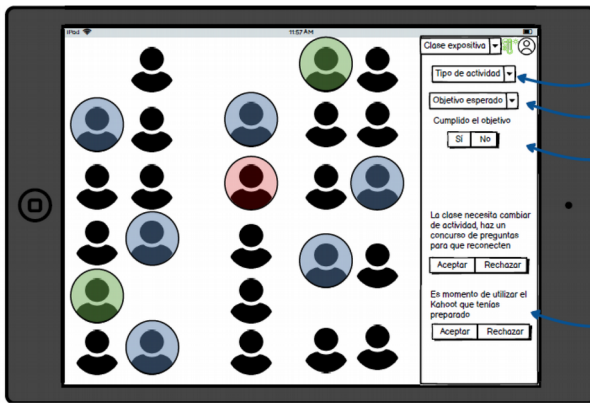 iPad
11:57 AM
Clase expositiva
Tipo de actividad
Objetivo esperado
Cumplido el objetivo
Sí No
La clase necesita cambiar
de actividad, haz un
concurso de preguntas
para que reconecten
Aceptar Rechazar
Es momento de utilizar el
Kahoot que tenías
preparado
Aceptar Rechazar